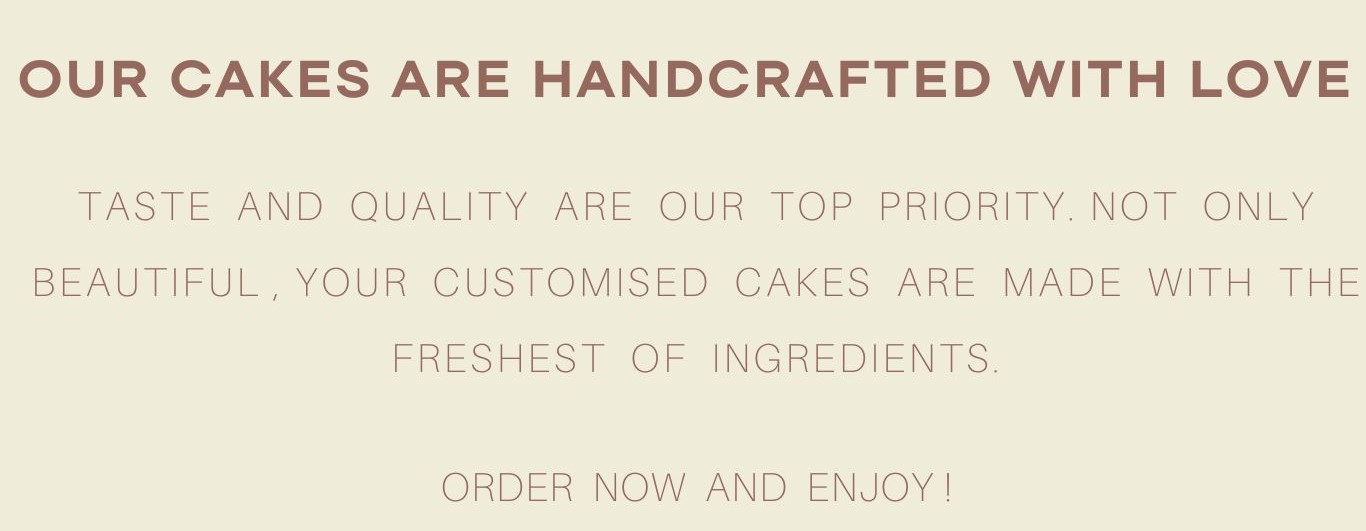 OUR CAKES ARE HANDCRAFTED WITH LOVE
TASTE AND QUALITY ARE OUR TOP PRIORITY. NOT ONLY
BEAUTIFUL , YOUR CUSTOMISED CAKES ARE MADE WITH THE
FRESHEST OF INGREDIENTS.
ORDER NOW AND ENJOY !